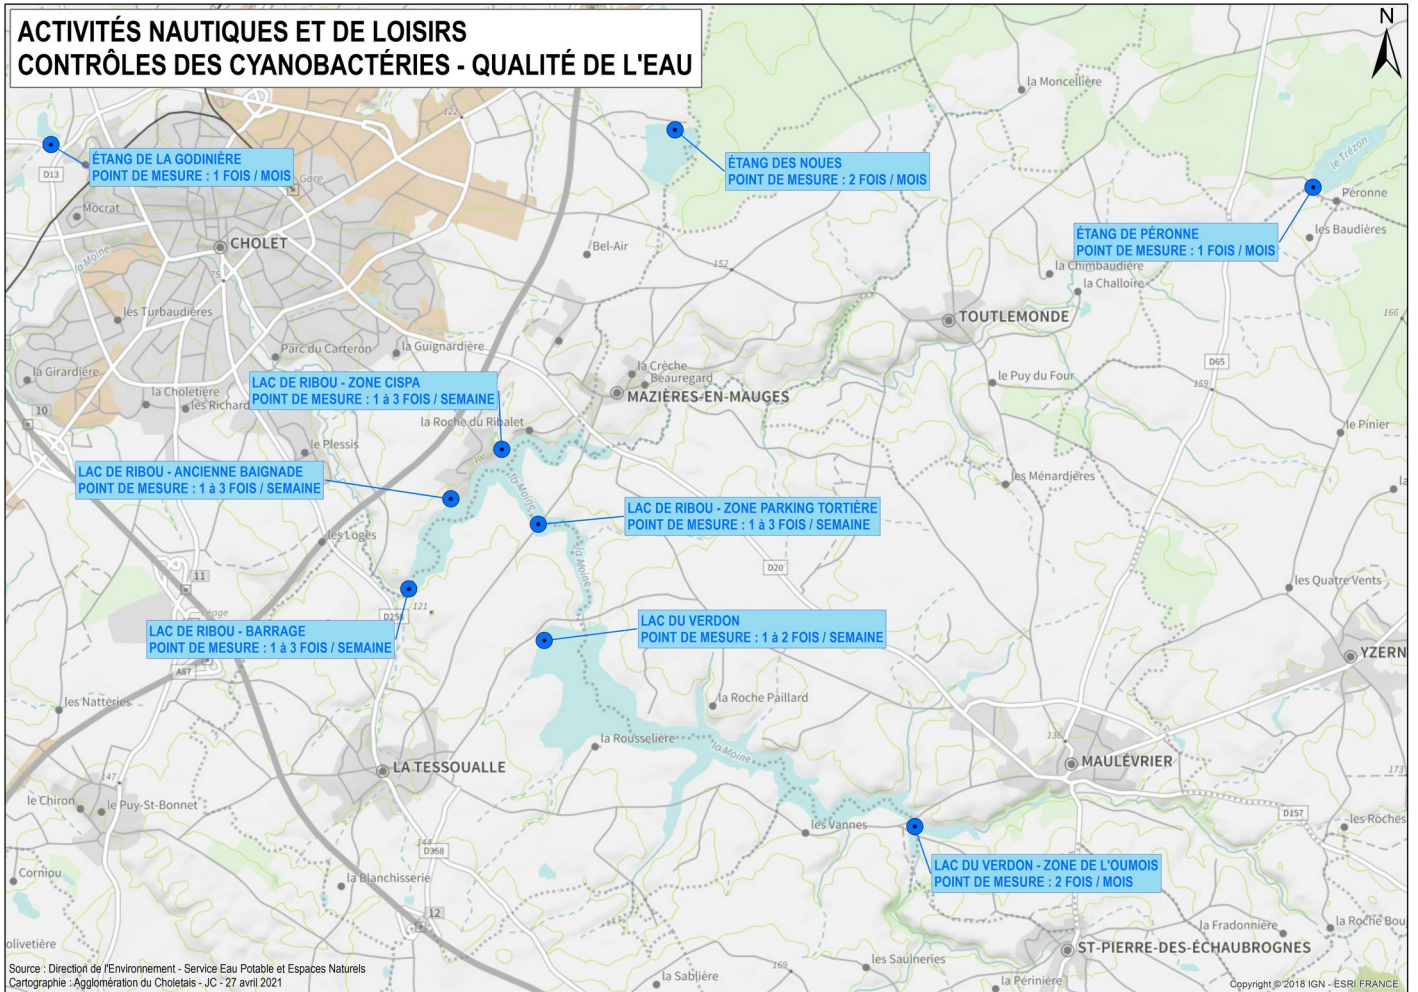 ACTIVITÉS NAUTIQUES ET DE LOISIRS
CONTRÔLES DES CYANOBACTÉRIES - QUALITÉ DE L'EAU
N
la Moncellière
122
ÉTANG DE LA GODINIÈRE
POINT DE MESURE : 1 FOIS / MOIS
D13
Gare
Mocrat
ÉTANG DES NOUES
POINT DE MESURE : 2 FOIS / MOIS
le Trézon
Péronne
les Baudières
ÉTANG DE PÉRONNE
POINT DE MESURE : 1 FOIS / MOIS
CHOLET
la Moine
75
Bel-Air
152
la Chimbaudière
la Challoire
les Turbaudières
TOUTLEMONDE
166
Parc du Carteron
la Guignardière
D65
la Girardière
la Crèche
Beauregard
le Puy du Four
159
LAC DE RIBOU - ZONE CISPA
POINT DE MESURE : 1 à 3 FOIS / SEMAINE
MAZIÈRES-EN-MAUGES
la Choletière
les Richard
10
la Roche du Ribalet
le Pinier
le Plessis
100
LAC DE RIBOU - ANCIENNE BAIGNADE
POINT DE MESURE : 1 à 3 FOIS / SEMAINE
la Moine
les Ménardières
LAC DE RIBOU - ZONE PARKING TORTIÈRE
POINT DE MESURE : 1 à 3 FOIS / SEMAINE
les Loges
la Moine
D20
11
les Quatre Vents
Péage
121
LAC DE RIBOU - BARRAGE
POINT DE MESURE : 1 à 3 FOIS / SEMAINE
LAC DU VERDON
POINT DE MESURE : 1 à 2 FOIS / SEMAINE
YZERN
A87
les Natteries
la Roche Paillard
la Rousselière
la Moine
136
MAULÉVRIER
LA TESSOUALLE
173
147
le Chiron
le Puy-St-Bonnet
D157
les Vannes
les Roches
144
D358
LAC DU VERDON - ZONE DE L'OUMOIS
POINT DE MESURE : 2 FOIS / MOIS
Corniou
la Blanchisserie
12
la Fradonnière
la Roche Bou
olivetière
ST-PIERRE-DES-ÉCHAUBROGNES
les Saulneries
169
la Sablière
la Périnière
Source : Direction de l'Environnement - Service Eau Potable et Espaces Naturels
Cartographie : Agglomération du Choletais - JC - 27 avril 2021
Copyright © 2018 IGN - ESRI FRANCE